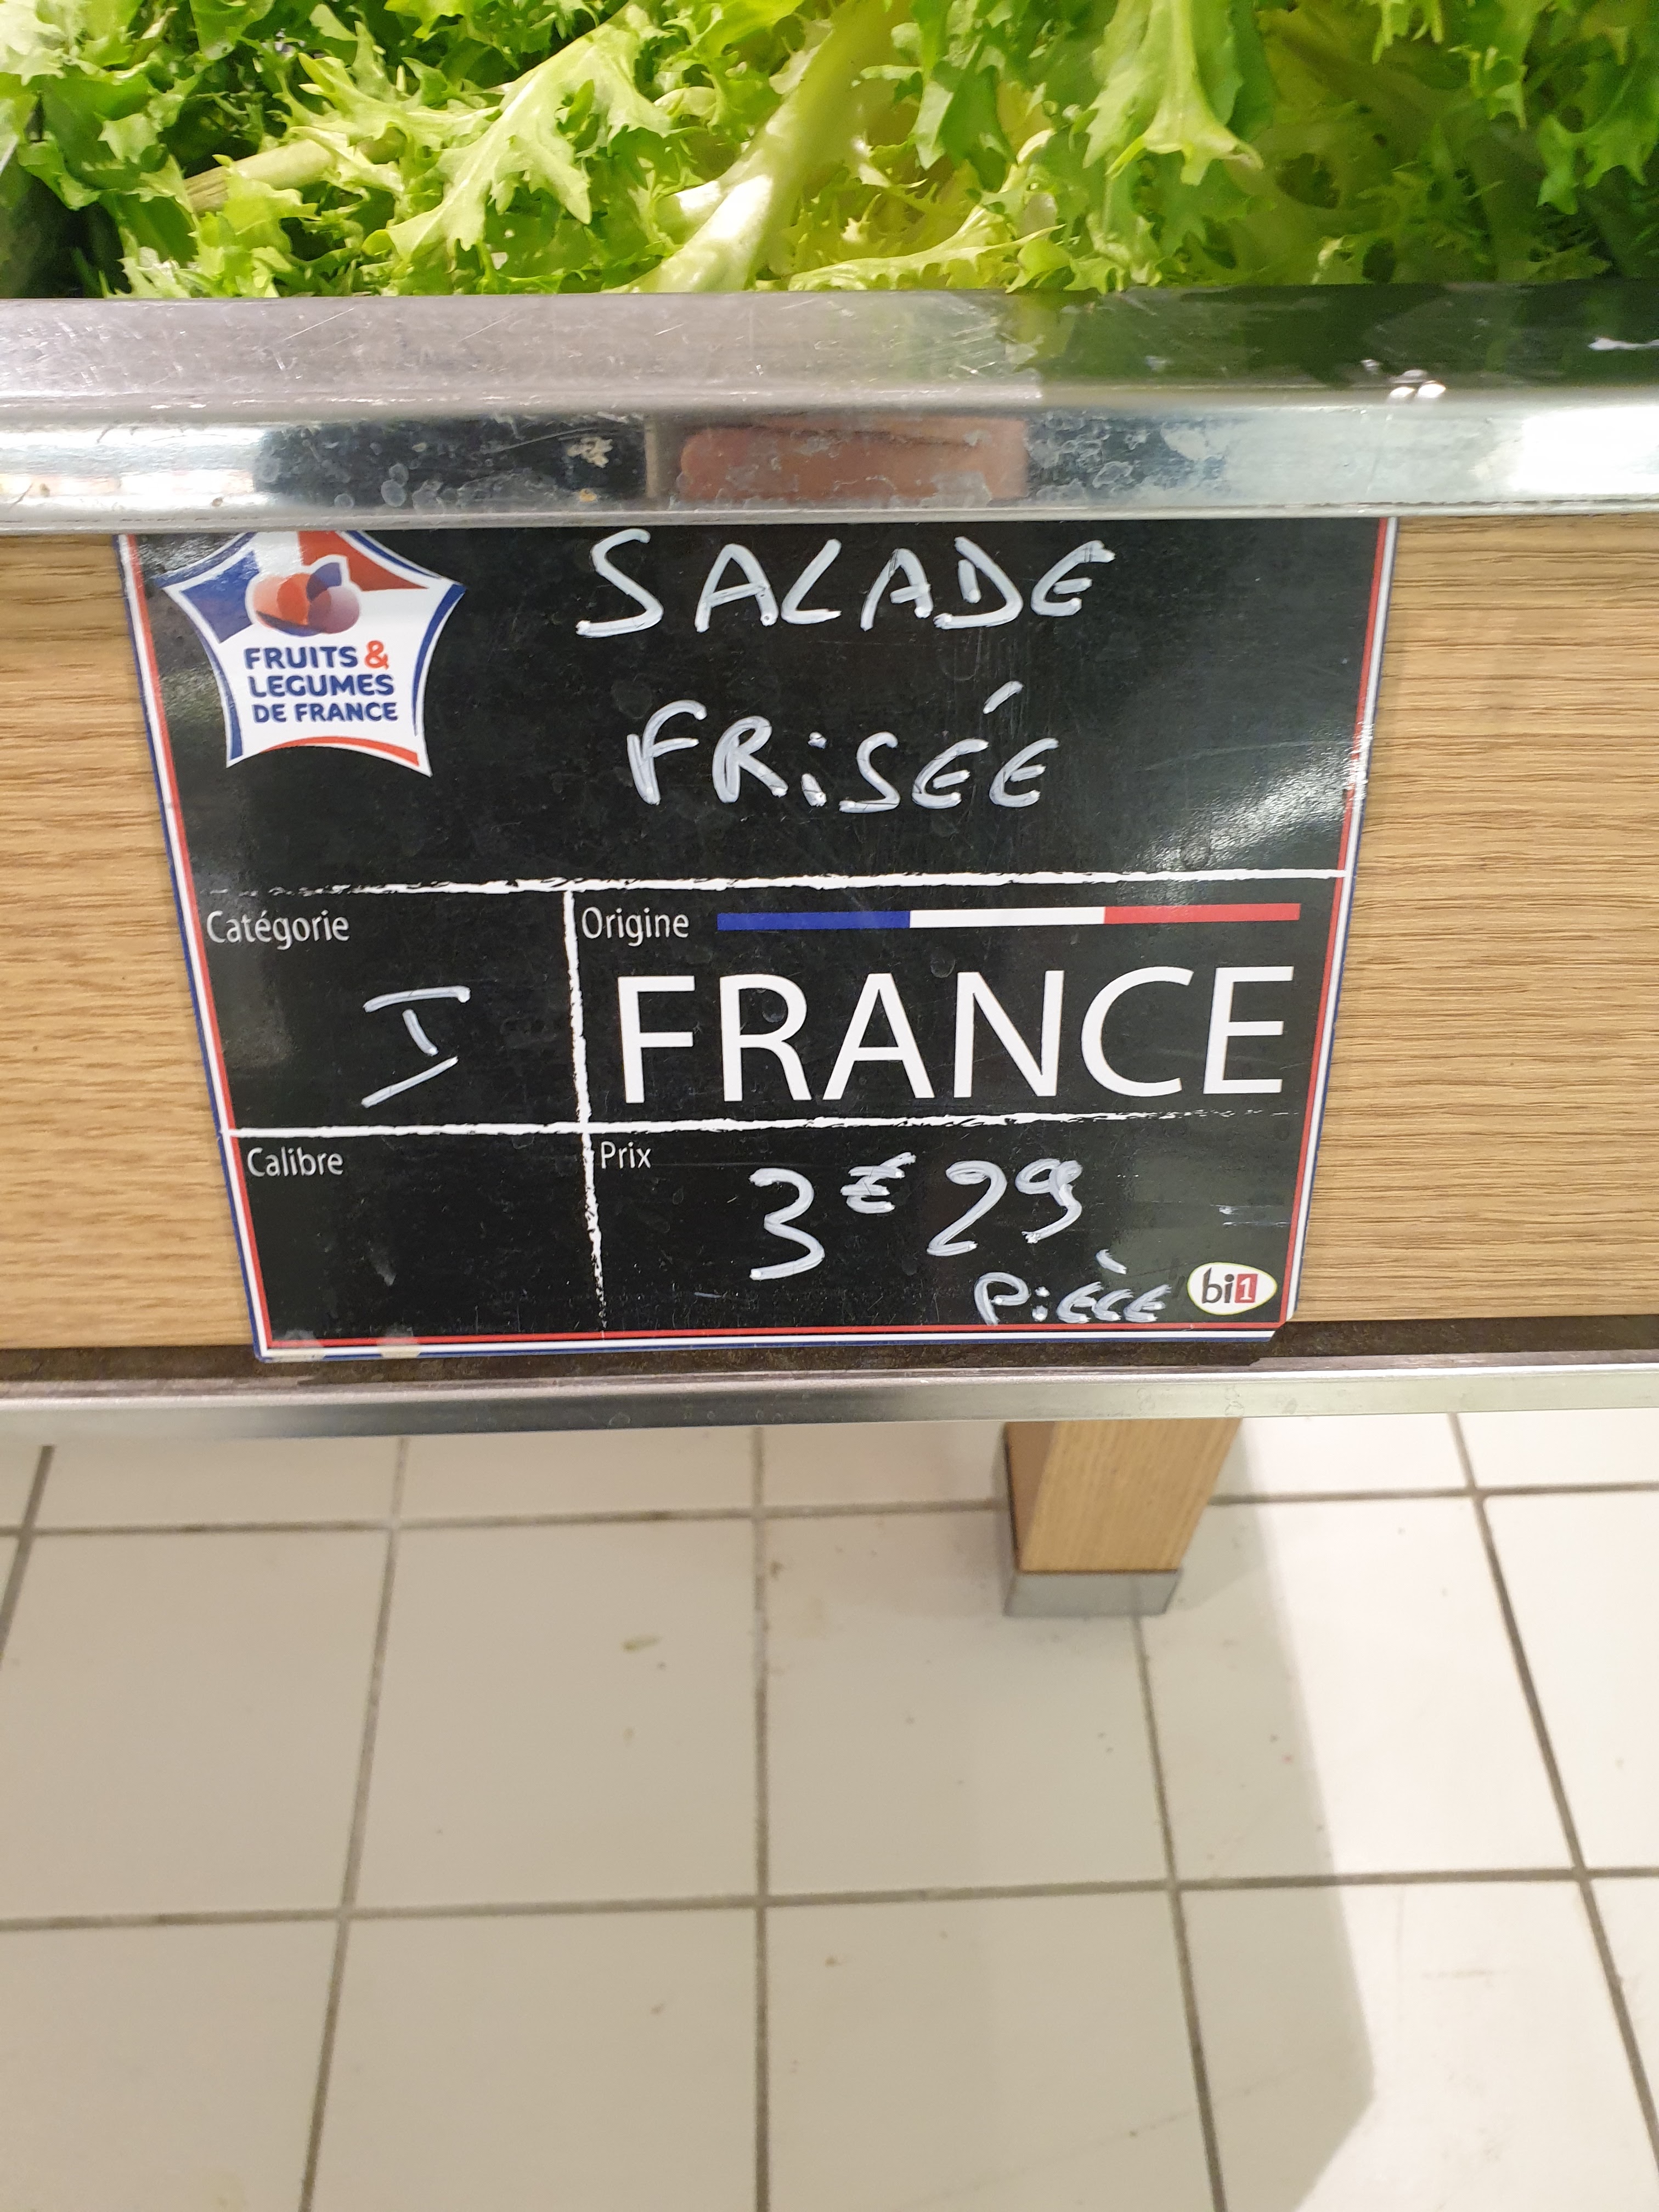 SALADE
FRUITS &
LEGUMES
DE FRANCE
FRiSÉE
Catégorie
I
Origine
FRANCE
Calibre
Prix
3€29
PiÈCE
bi1